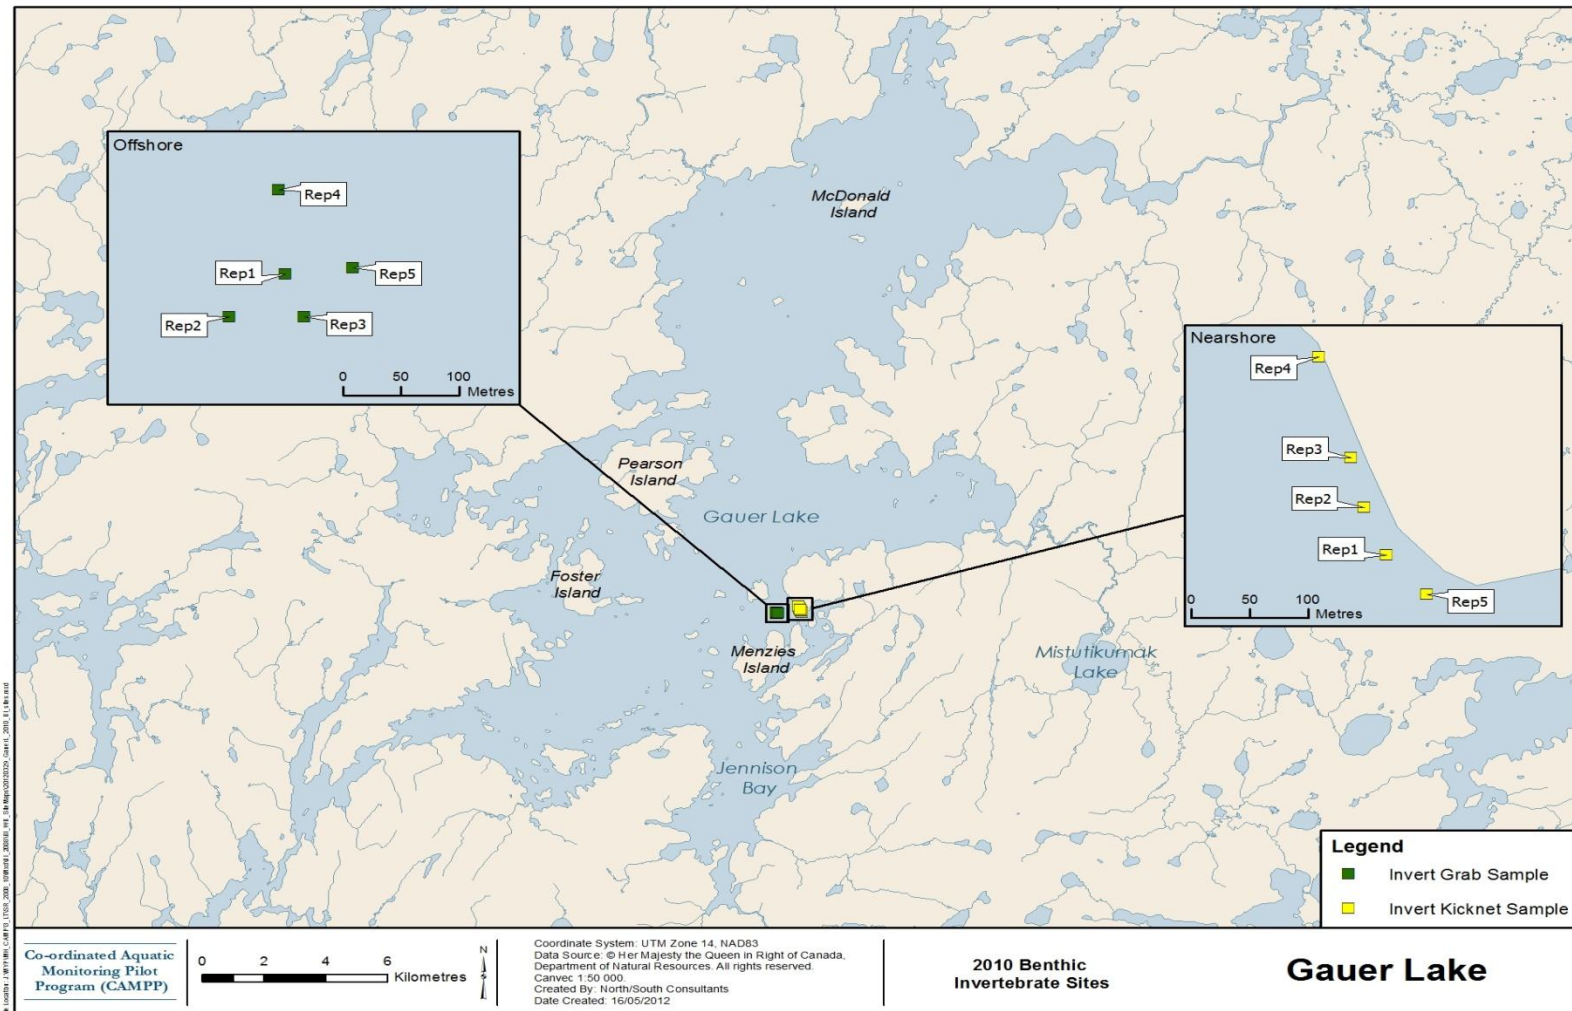 Offshore
Rep4
Rep1
Rep5
Rep2
Rep3
0 50 100
Metres
McDonald
Island
Nearshore
Rep4
Rep3
Rep2
Rep1
Rep5
0 50 100
Metres
Pearson
Island
Gauer Lake
Foster
Island
Menzies
Island
Mistutikumak
Lake
Jennison
Bay
Legend
Invert Grab Sample
Invert Kicknet Sample
Co-ordinated Aquatic
Monitoring Pilot
Program (CAMPP)
0 2 4 6
Kilometres
N
Coordinate System: UTM Zone 14, NAD83
Data Source: © Her Majesty the Queen in Right of Canada,
Department of Natural Resources. All rights reserved.
Canvec 1:50 000.
Created By: North/South Consultants
Date Created: 16/05/2012
2010 Benthic
Invertebrate Sites
Gauer Lake